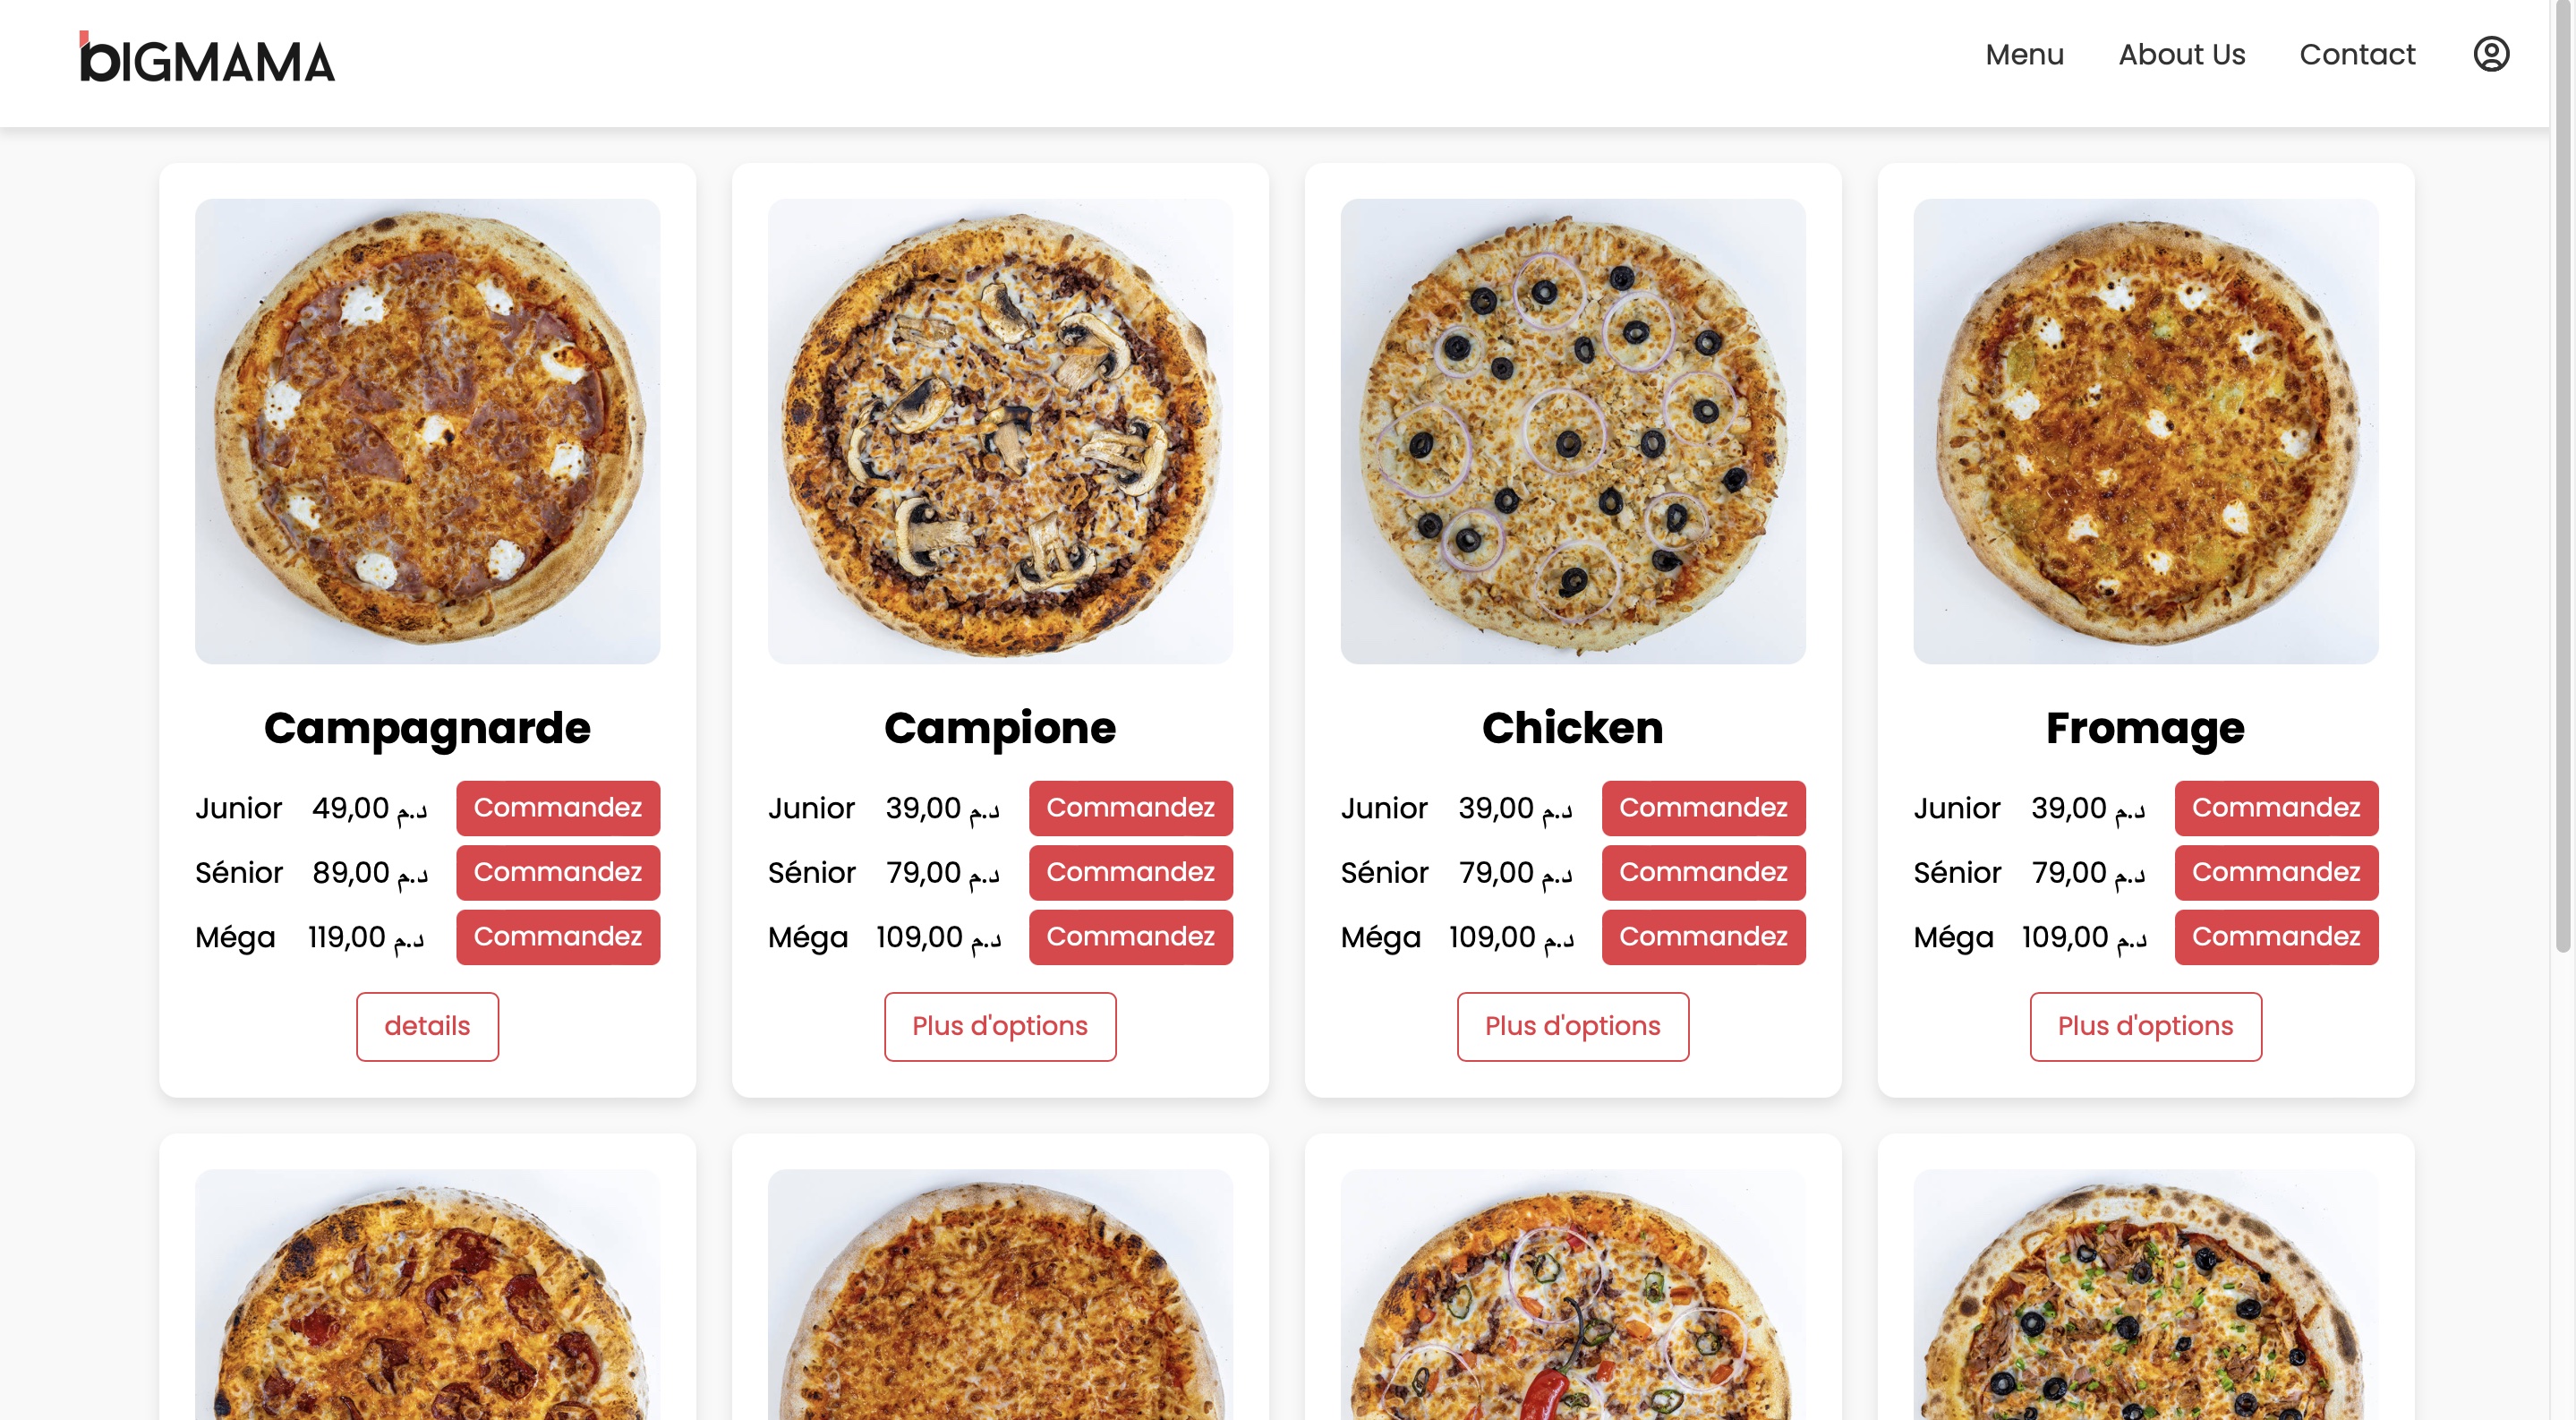 bIGMAMA
Menu About Us Contact
Campagnarde
Junior 49,00 د.م Commandez
Sénior 89,00 د.م Commandez
Méga 119,00 د.م Commandez
details
Campione
Junior 39,00 د.م Commandez
Sénior 79,00 د.م Commandez
Méga 109,00 د.م Commandez
Plus d'options
Chicken
Junior 39,00 د.م Commandez
Sénior 79,00 د.م Commandez
Méga 109,00 د.م Commandez
Plus d'options
Fromage
Junior 39,00 د.م Commandez
Sénior 79,00 د.م Commandez
Méga 109,00 د.م Commandez
Plus d'options